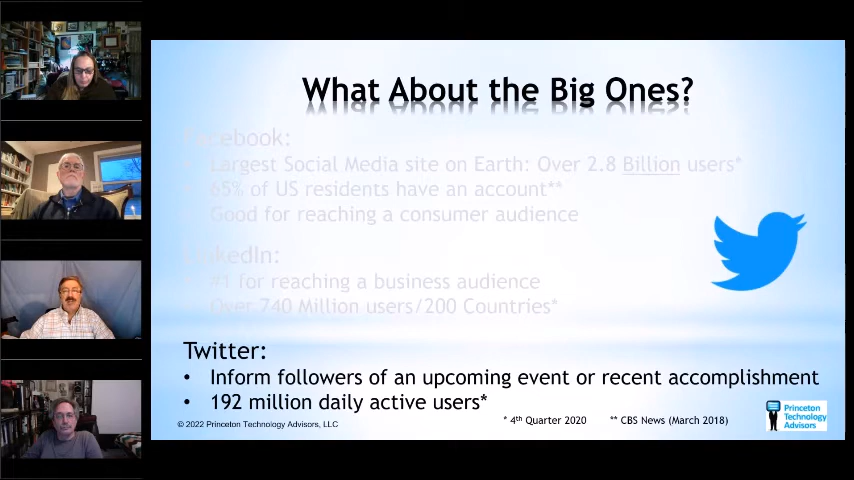 What About the Big Ones?
Facebook:
• Largest Social Media site on Earth: Over 2.8 Billion users*
• 65% of US residents have an account**
• Good for reaching a consumer audience
LinkedIn:
• #1 for reaching a business audience
• Over 740 Million users/200 Countries*
Twitter:
• Inform followers of an upcoming event or recent accomplishment
• 192 million daily active users*
* 4th Quarter 2020 ** CBS News (March 2018)
© 2022 Princeton Technology Advisors, LLC
Princeton
Technology
Advisors